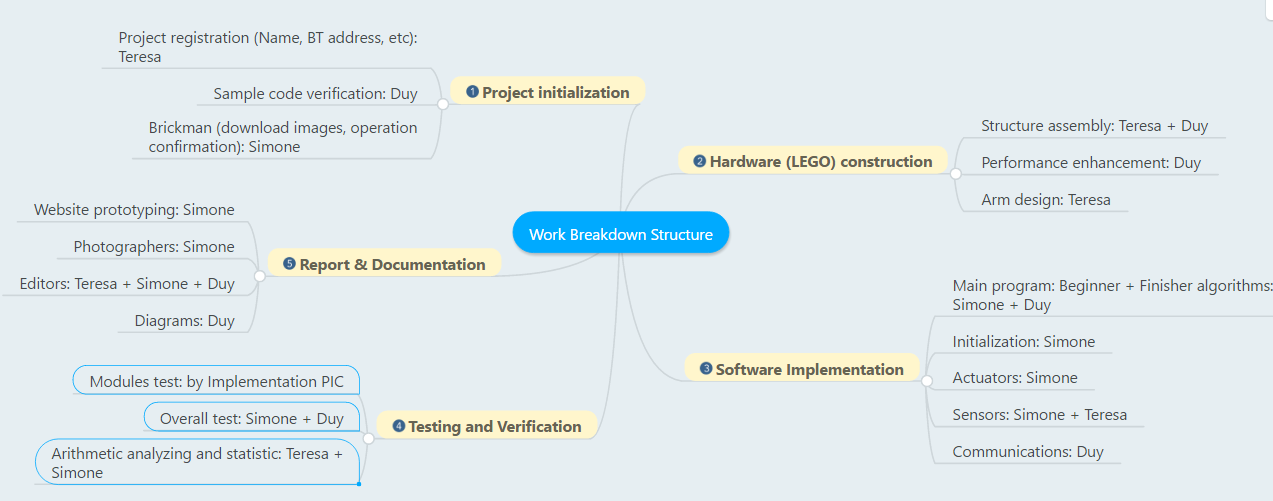 Work Breakdown Structure
1 Project initialization
Project registration (Name, BT address, etc):
Teresa
Sample code verification: Duy
Brickman (download images, operation
confirmation): Simone
2 Hardware (LEGO) construction
Structure assembly: Teresa + Duy
Performance enhancement: Duy
Arm design: Teresa
3 Software Implementation
Main program: Beginner + Finisher algorithms:
Simone + Duy
Initialization: Simone
Actuators: Simone
Sensors: Simone + Teresa
Communications: Duy
4 Testing and Verification
Modules test: by Implementation PIC
Overall test: Simone + Duy
Arithmetic analyzing and statistic: Teresa +
Simone
5 Report & Documentation
Website prototyping: Simone
Photographers: Simone
Editors: Teresa + Simone + Duy
Diagrams: Duy